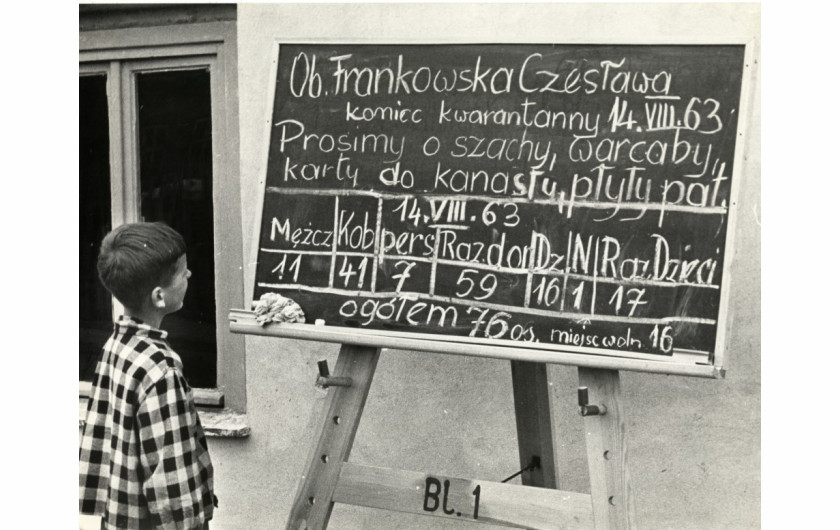 Ob. Frankowska Czesława
koniec kwarantanny 14.VIII.63
Prosimy o szachy, warcaby,
karty do kanasty, płyty pat.
14.VIII.63
Mężcz Kob pers Raz.dor Dz. N Raz.Dzieci
11 41 7 59 16 1 17
ogółem 76 os. miejsc woln. 16
BL.1